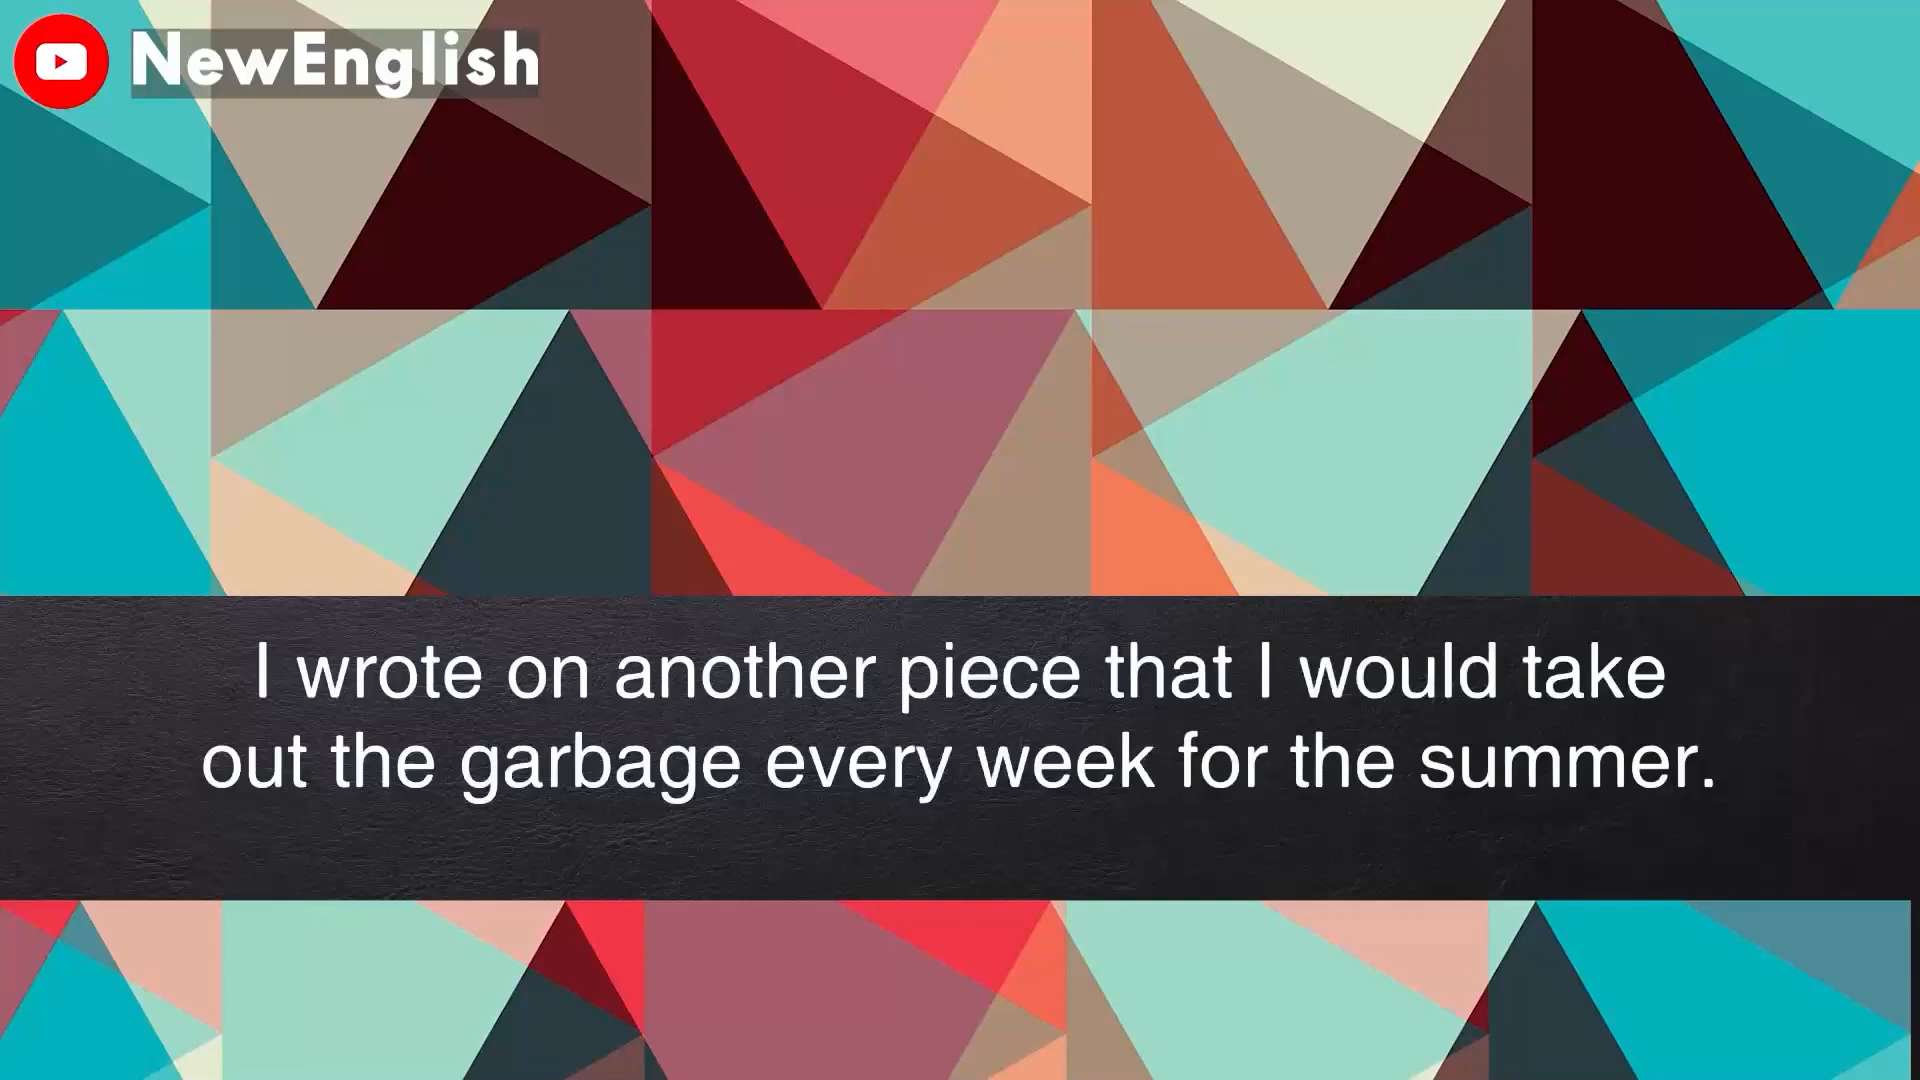 NewEnglish
I wrote on another piece that I would take
out the garbage every week for the summer.